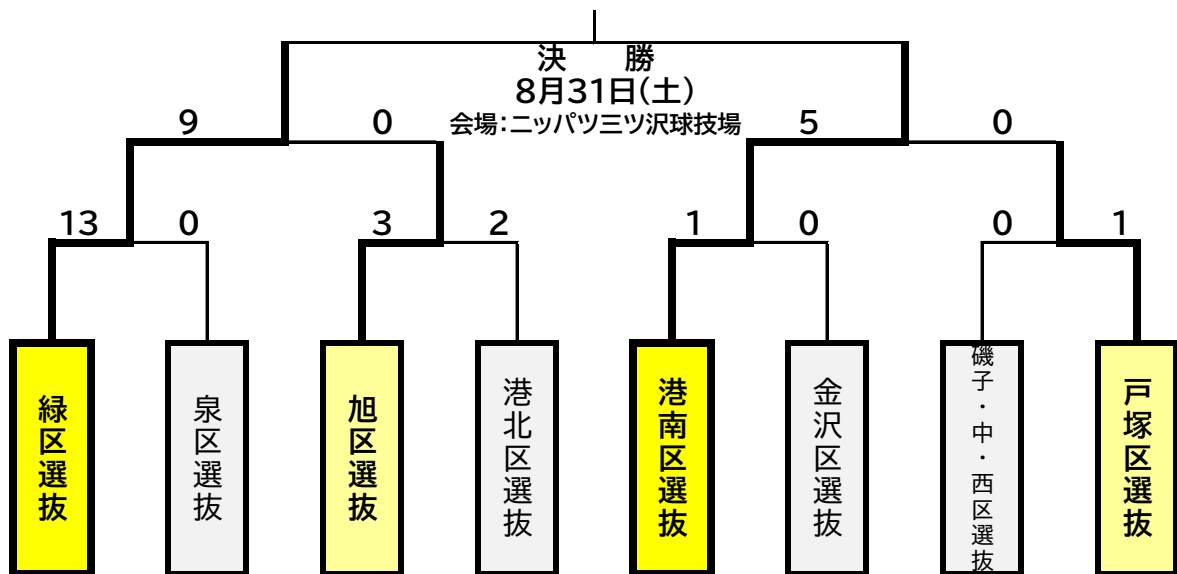 決 勝
8月31日(土)
会場:ニッパツ三ツ沢球技場
9 0 5 0
13 0 3 2 1 0 0 1
緑区選抜
泉区選抜
旭区選抜
港北区選抜
港南区選抜
金沢区選抜
磯子・中・西区選抜
戸塚区選抜